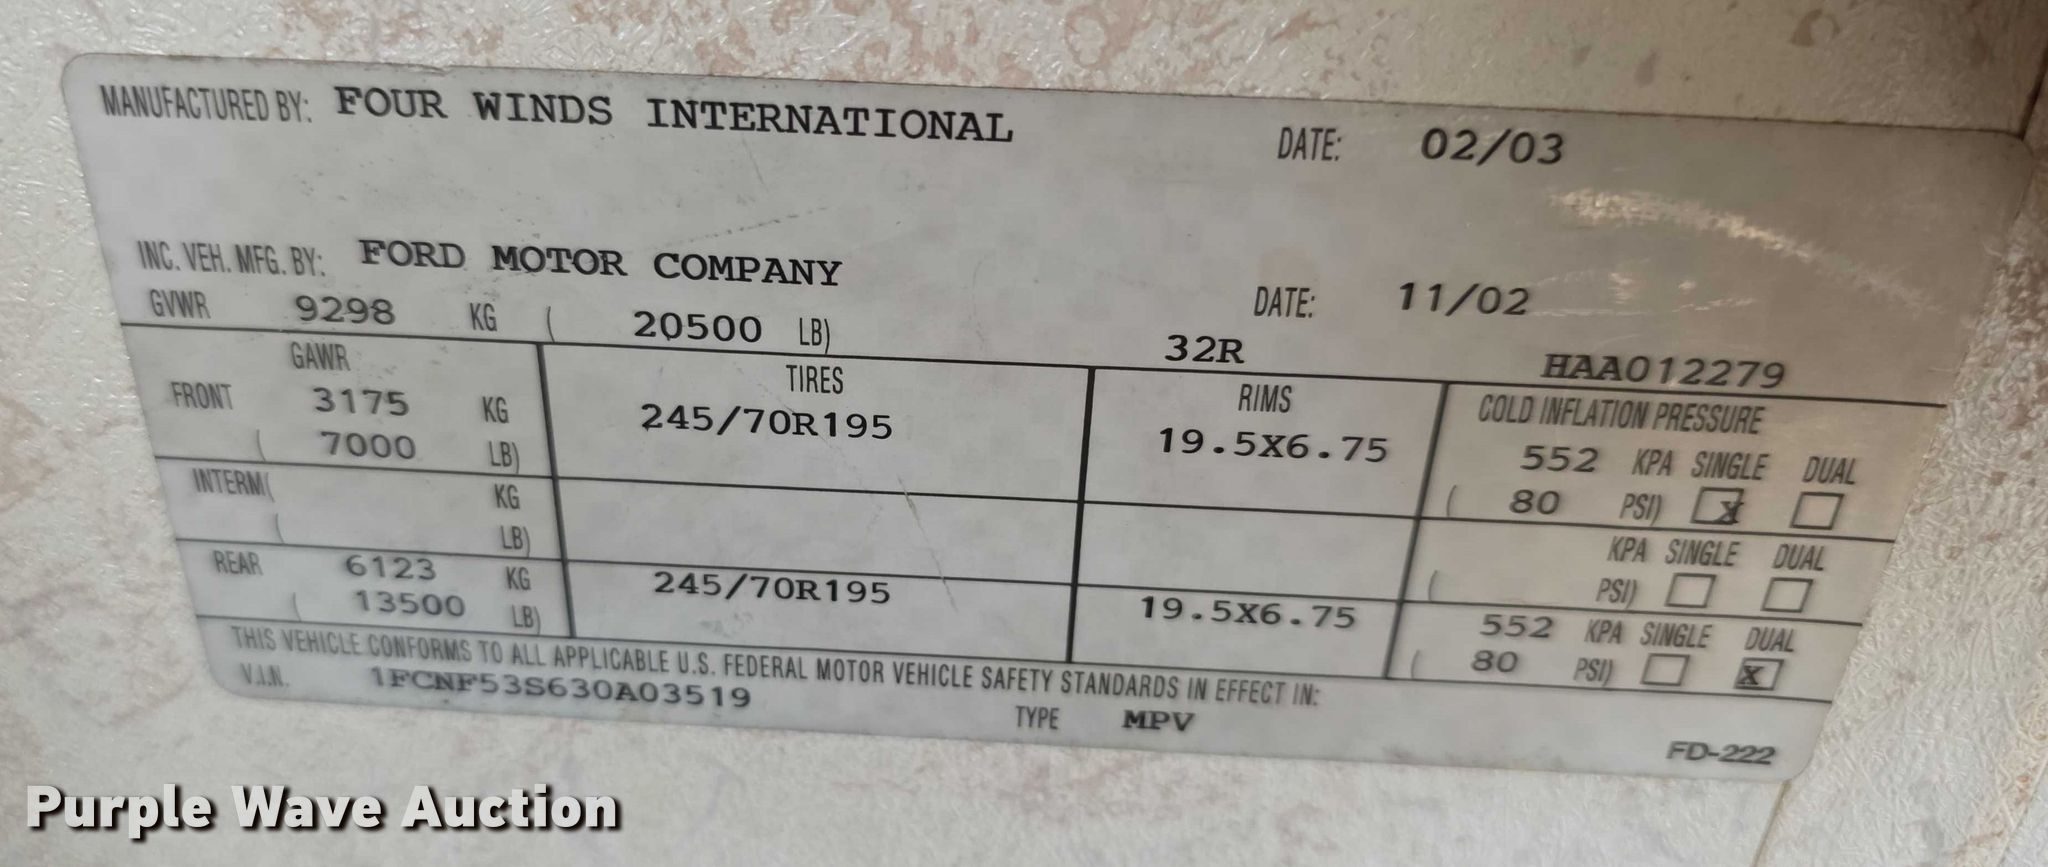 MANUFACTURED BY: FOUR WINDS INTERNATIONAL DATE: 02/03
INC. VEH. MFG. BY: FORD MOTOR COMPANY DATE: 11/02
GVWR 9298 KG ( 20500 LB) 32R HAA012279
GAWR TIRES RIMS COLD INFLATION PRESSURE
FRONT 3175 KG 245/70R195 19.5X6.75 552 KPA SINGLE DUAL
( 7000 LB) ( 80 PSI) X
INTERM( KG KPA SINGLE DUAL
( LB) ( PSI)
REAR 6123 KG 245/70R195 19.5X6.75 552 KPA SINGLE DUAL
( 13500 LB) ( 80 PSI) X
THIS VEHICLE CONFORMS TO ALL APPLICABLE U.S. FEDERAL MOTOR VEHICLE SAFETY STANDARDS IN EFFECT IN:
V.I.N. 1FCNF53S630A03519 TYPE MPV
FD-222
Purple Wave Auction